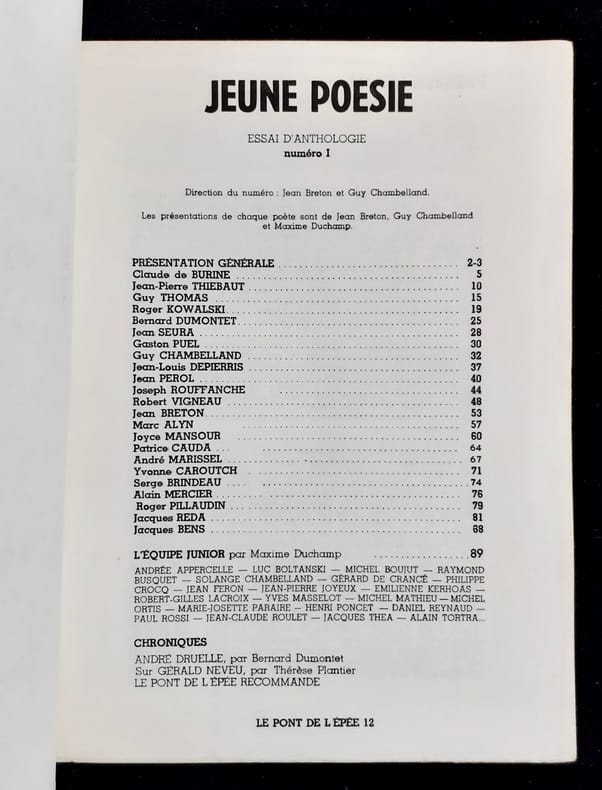 JEUNE POESIE
ESSAI D'ANTHOLOGIE
numéro I
Direction du numéro : Jean Breton et Guy Chambelland.
Les présentations de chaque poète sont de Jean Breton, Guy Chambelland
et Maxime Duchamp.
PRÉSENTATION GÉNÉRALE 2-3
Claude de BURINE 5
Jean-Pierre THIEBAUT 10
Guy THOMAS 15
Roger KOWALSKI 19
Bernard DUMONTET 25
Jean SEURA 28
Gaston PUEL 30
Guy CHAMBELLAND 32
Jean-Louis DEPIERRIS 37
Jean PEROL 40
Joseph ROUFFANCHE 44
Robert VIGNEAU 48
Jean BRETON 53
Marc ALYN 57
Joyce MANSOUR 60
Patrice CAUDA 64
André MARISSEL 67
Yvonne CAROUTCH 71
Serge BRINDEAU 74
Alain MERCIER 76
Roger PILLAUDIN 79
Jacques REDA 81
Jacques BENS 68
L'ÉQUIPE JUNIOR par Maxime Duchamp 89
ANDRÉE APPERCELLE — LUC BOLTANSKI — MICHEL BOUJUT — RAYMOND
BUSQUET — SOLANGE CHAMBELLAND — GÉRARD DE CRANCÉ — PHILIPPE
CROCQ — JEAN FERON — JEAN-PIERRE JOYEUX — EMILIENNE KERHOAS —
ROBERT-GILLES LACROIX — YVES MASSELOT — MICHEL MATHIEU — MICHEL
ORTIS — MARIE-JOSETTE PARAIRE — HENRI PONCET — DANIEL REYNAUD —
PAUL ROSSI — JEAN-CLAUDE ROULET — JACQUES THEA — ALAIN TORTRA...
CHRONIQUES
ANDRÉ DRUELLE, par Bernard Dumontet
Sur GÉRALD NEVEU, par Thérèse Plantier
LE PONT DE L'ÉPÉE RECOMMANDE
LE PONT DE L'ÉPÉE 12